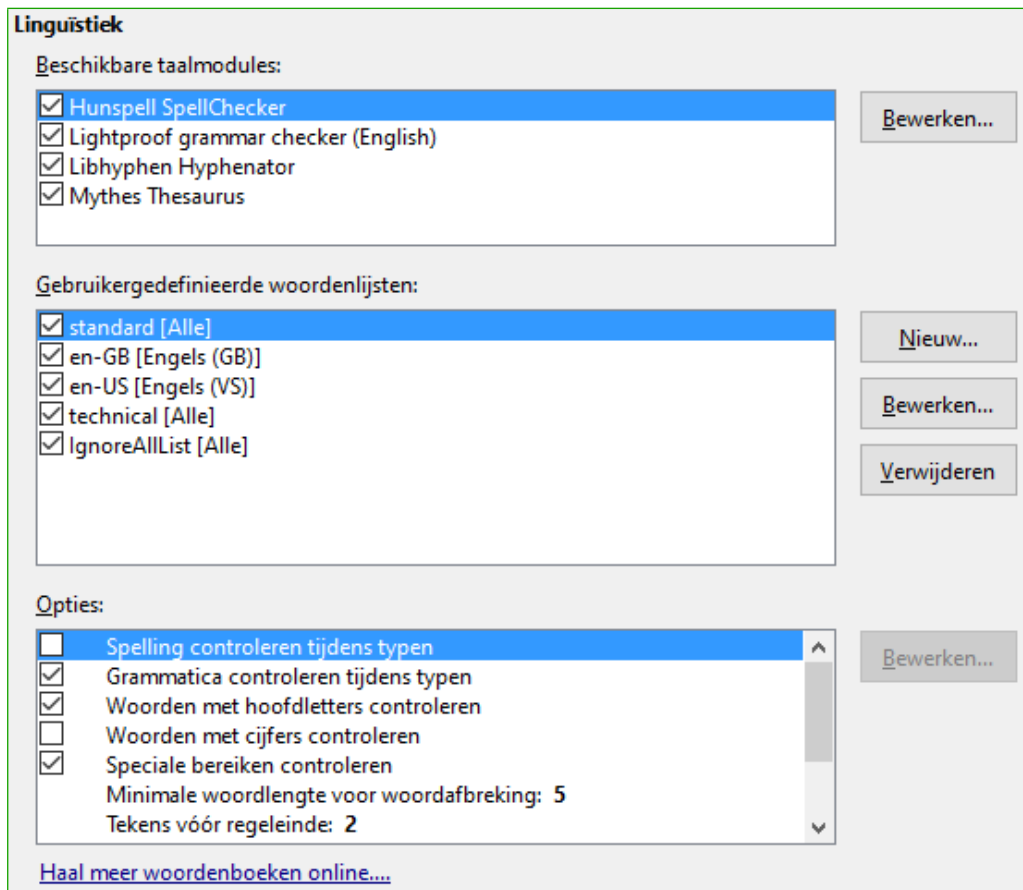 Linguïstiek
Beschikbare taalmodules:
Hunspell SpellChecker
Lightproof grammar checker (English)
Libhyphen Hyphenator
Mythes Thesaurus
Bewerken...
Gebruikergedefinieerde woordenlijsten:
standard [Alle]
en-GB [Engels (GB)]
en-US [Engels (VS)]
technical [Alle]
IgnoreAllList [Alle]
Nieuw...
Bewerken...
Verwijderen
Opties:
Spelling controleren tijdens typen
Grammatica controleren tijdens typen
Woorden met hoofdletters controleren
Woorden met cijfers controleren
Speciale bereiken controleren
Minimale woordlengte voor woordafbreking: 5
Tekens vóór regeleinde: 2
Bewerken...
Haal meer woordenboeken online....